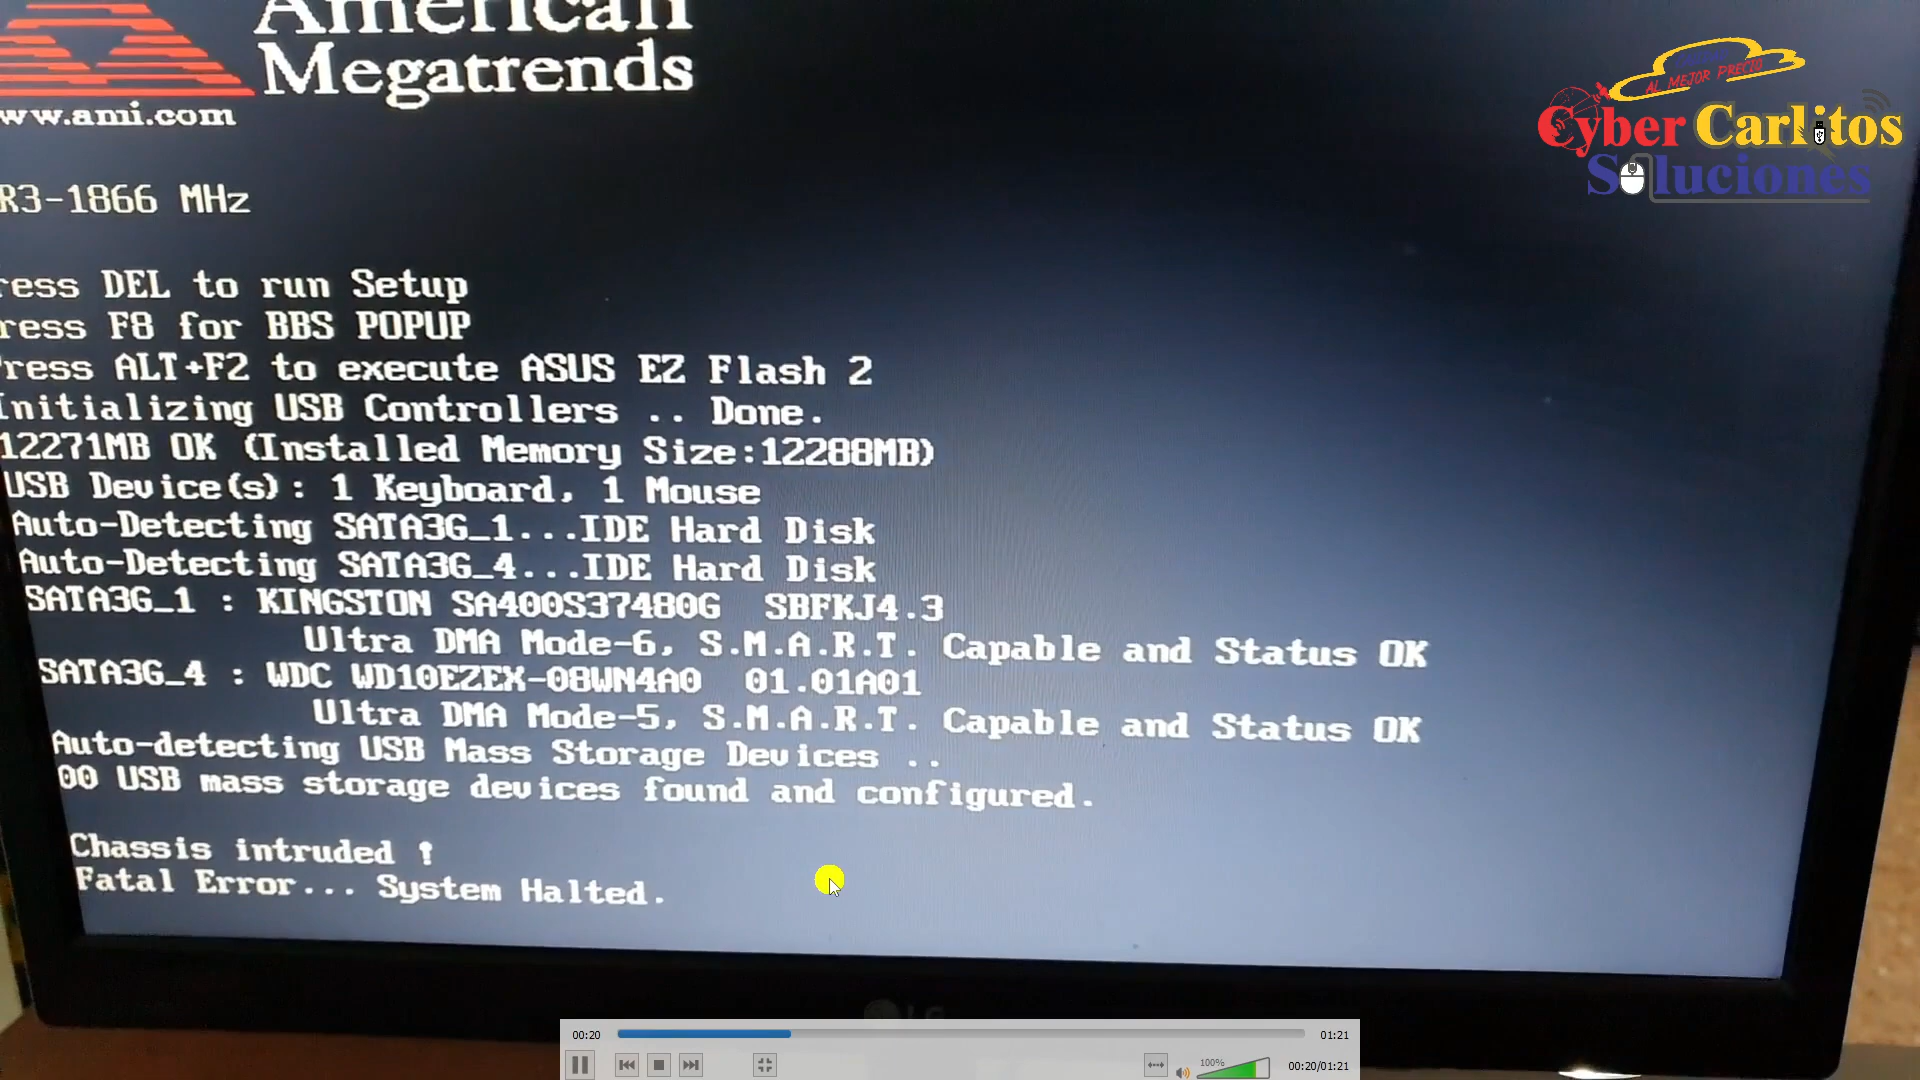 American
Megatrends
www.ami.com
AL MEJOR PRECIO
Cyber Carlitos
Soluciones
R3-1866 MHz
ress DEL to run Setup
ress F8 for BBS POPUP
Press ALT+F2 to execute ASUS EZ Flash 2
Initializing USB Controllers .. Done.
12271MB OK (Installed Memory Size:12288MB)
USB Device(s): 1 Keyboard, 1 Mouse
Auto-Detecting SATA3G_1...IDE Hard Disk
Auto-Detecting SATA3G_4...IDE Hard Disk
SATA3G_1 : KINGSTON SA400S37480G SBFKJ4.3
Ultra DMA Mode-6, S.M.A.R.T. Capable and Status OK
SATA3G_4 : WDC WD10EZEX-08WN4A0 01.01A01
Ultra DMA Mode-5, S.M.A.R.T. Capable and Status OK
Auto-detecting USB Mass Storage Devices ..
00 USB mass storage devices found and configured.
Chassis intruded !
Fatal Error... System Halted.
LG
00:20 01:21
100%
00:20/01:21